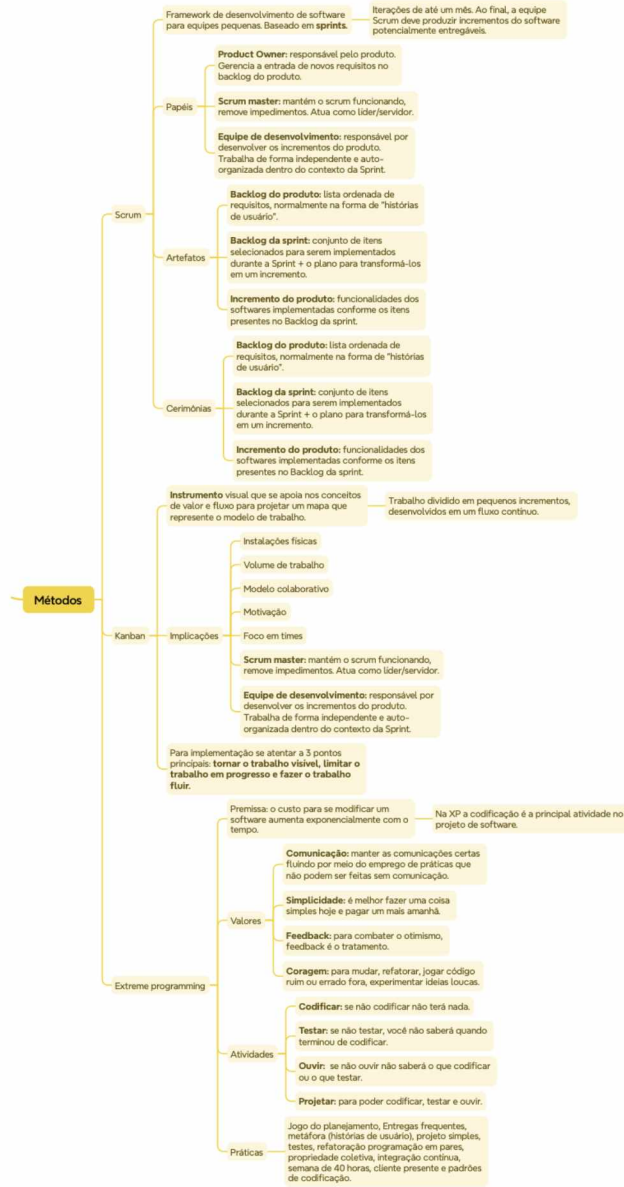 Métodos
Scrum
Framework de desenvolvimento de software
para equipes pequenas. Baseado em sprints.
Iterações de até um mês. Ao final, a equipe
Scrum deve produzir incrementos do software
potencialmente entregáveis.
Papéis
Product Owner: responsável pelo produto.
Gerencia a entrada de novos requisitos no
backlog do produto.
Scrum master: mantém o scrum funcionando,
remove impedimentos. Atua como líder/servidor.
Equipe de desenvolvimento: responsável por
desenvolver os incrementos do produto.
Trabalha de forma independente e auto-
organizada dentro do contexto da Sprint.
Artefatos
Backlog do produto: lista ordenada de
requisitos, normalmente na forma de "histórias
de usuário".
Backlog da sprint: conjunto de itens
selecionados para serem implementados
durante a Sprint + o plano para transformá-los
em um incremento.
Incremento do produto: funcionalidades dos
softwares implementadas conforme os itens
presentes no Backlog da sprint.
Cerimônias
Backlog do produto: lista ordenada de
requisitos, normalmente na forma de "histórias
de usuário".
Backlog da sprint: conjunto de itens
selecionados para serem implementados
durante a Sprint + o plano para transformá-los
em um incremento.
Incremento do produto: funcionalidades dos
softwares implementadas conforme os itens
presentes no Backlog da sprint.
Kanban
Instrumento visual que se apoia nos conceitos
de valor e fluxo para projetar um mapa que
represente o modelo de trabalho.
Trabalho dividido em pequenos incrementos,
desenvolvidos em um fluxo contínuo.
Implicações
Instalações físicas
Volume de trabalho
Modelo colaborativo
Motivação
Foco em times
Scrum master: mantém o scrum funcionando,
remove impedimentos. Atua como líder/servidor.
Equipe de desenvolvimento: responsável por
desenvolver os incrementos do produto.
Trabalha de forma independente e auto-
organizada dentro do contexto da Sprint.
Para implementação se atentar a 3 pontos
principais: tornar o trabalho visível, limitar o
trabalho em progresso e fazer o trabalho
fluir.
Extreme programming
Premissa: o custo para se modificar um
software aumenta exponencialmente com o
tempo.
Na XP a codificação é a principal atividade no
projeto de software.
Valores
Comunicação: manter as comunicações certas
fluindo por meio do emprego de práticas que
não podem ser feitas sem comunicação.
Simplicidade: é melhor fazer uma coisa
simples hoje e pagar um mais amanhã.
Feedback: para combater o otimismo,
feedback é o tratamento.
Coragem: para mudar, refatorar, jogar código
ruim ou errado fora, experimentar ideias loucas.
Atividades
Codificar: se não codificar não terá nada.
Testar: se não testar, você não saberá quando
terminou de codificar.
Ouvir: se não ouvir não saberá o que codificar
ou o que testar.
Projetar: para poder codificar, testar e ouvir.
Práticas
Jogo do planejamento, Entregas frequentes,
metáfora (histórias de usuário), projeto simples,
testes, refatoração programação em pares,
propriedade coletiva, integração contínua,
semana de 40 horas, cliente presente e padrões
de codificação.